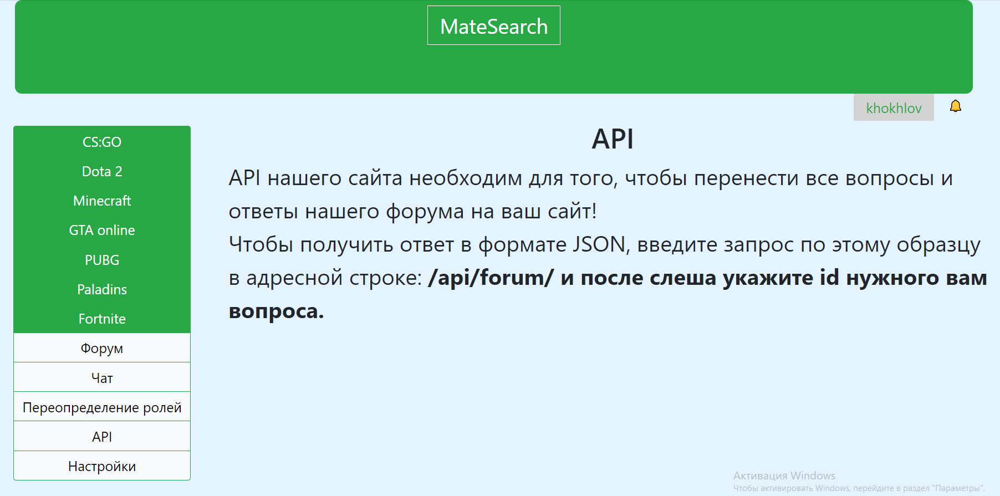 MateSearch
khokhlov
CS:GO
Dota 2
Minecraft
GTA online
PUBG
Paladins
Fortnite
Форум
Чат
Переопределение ролей
API
Настройки
API
API нашего сайта необходим для того, чтобы перенести все вопросы и
ответы нашего форума на ваш сайт!
Чтобы получить ответ в формате JSON, введите запрос по этому образцу
в адресной строке: /api/forum/ и после слеша укажите id нужного вам
вопроса.
Активация Windows
Чтобы активировать Windows, перейдите в раздел "Параметры".